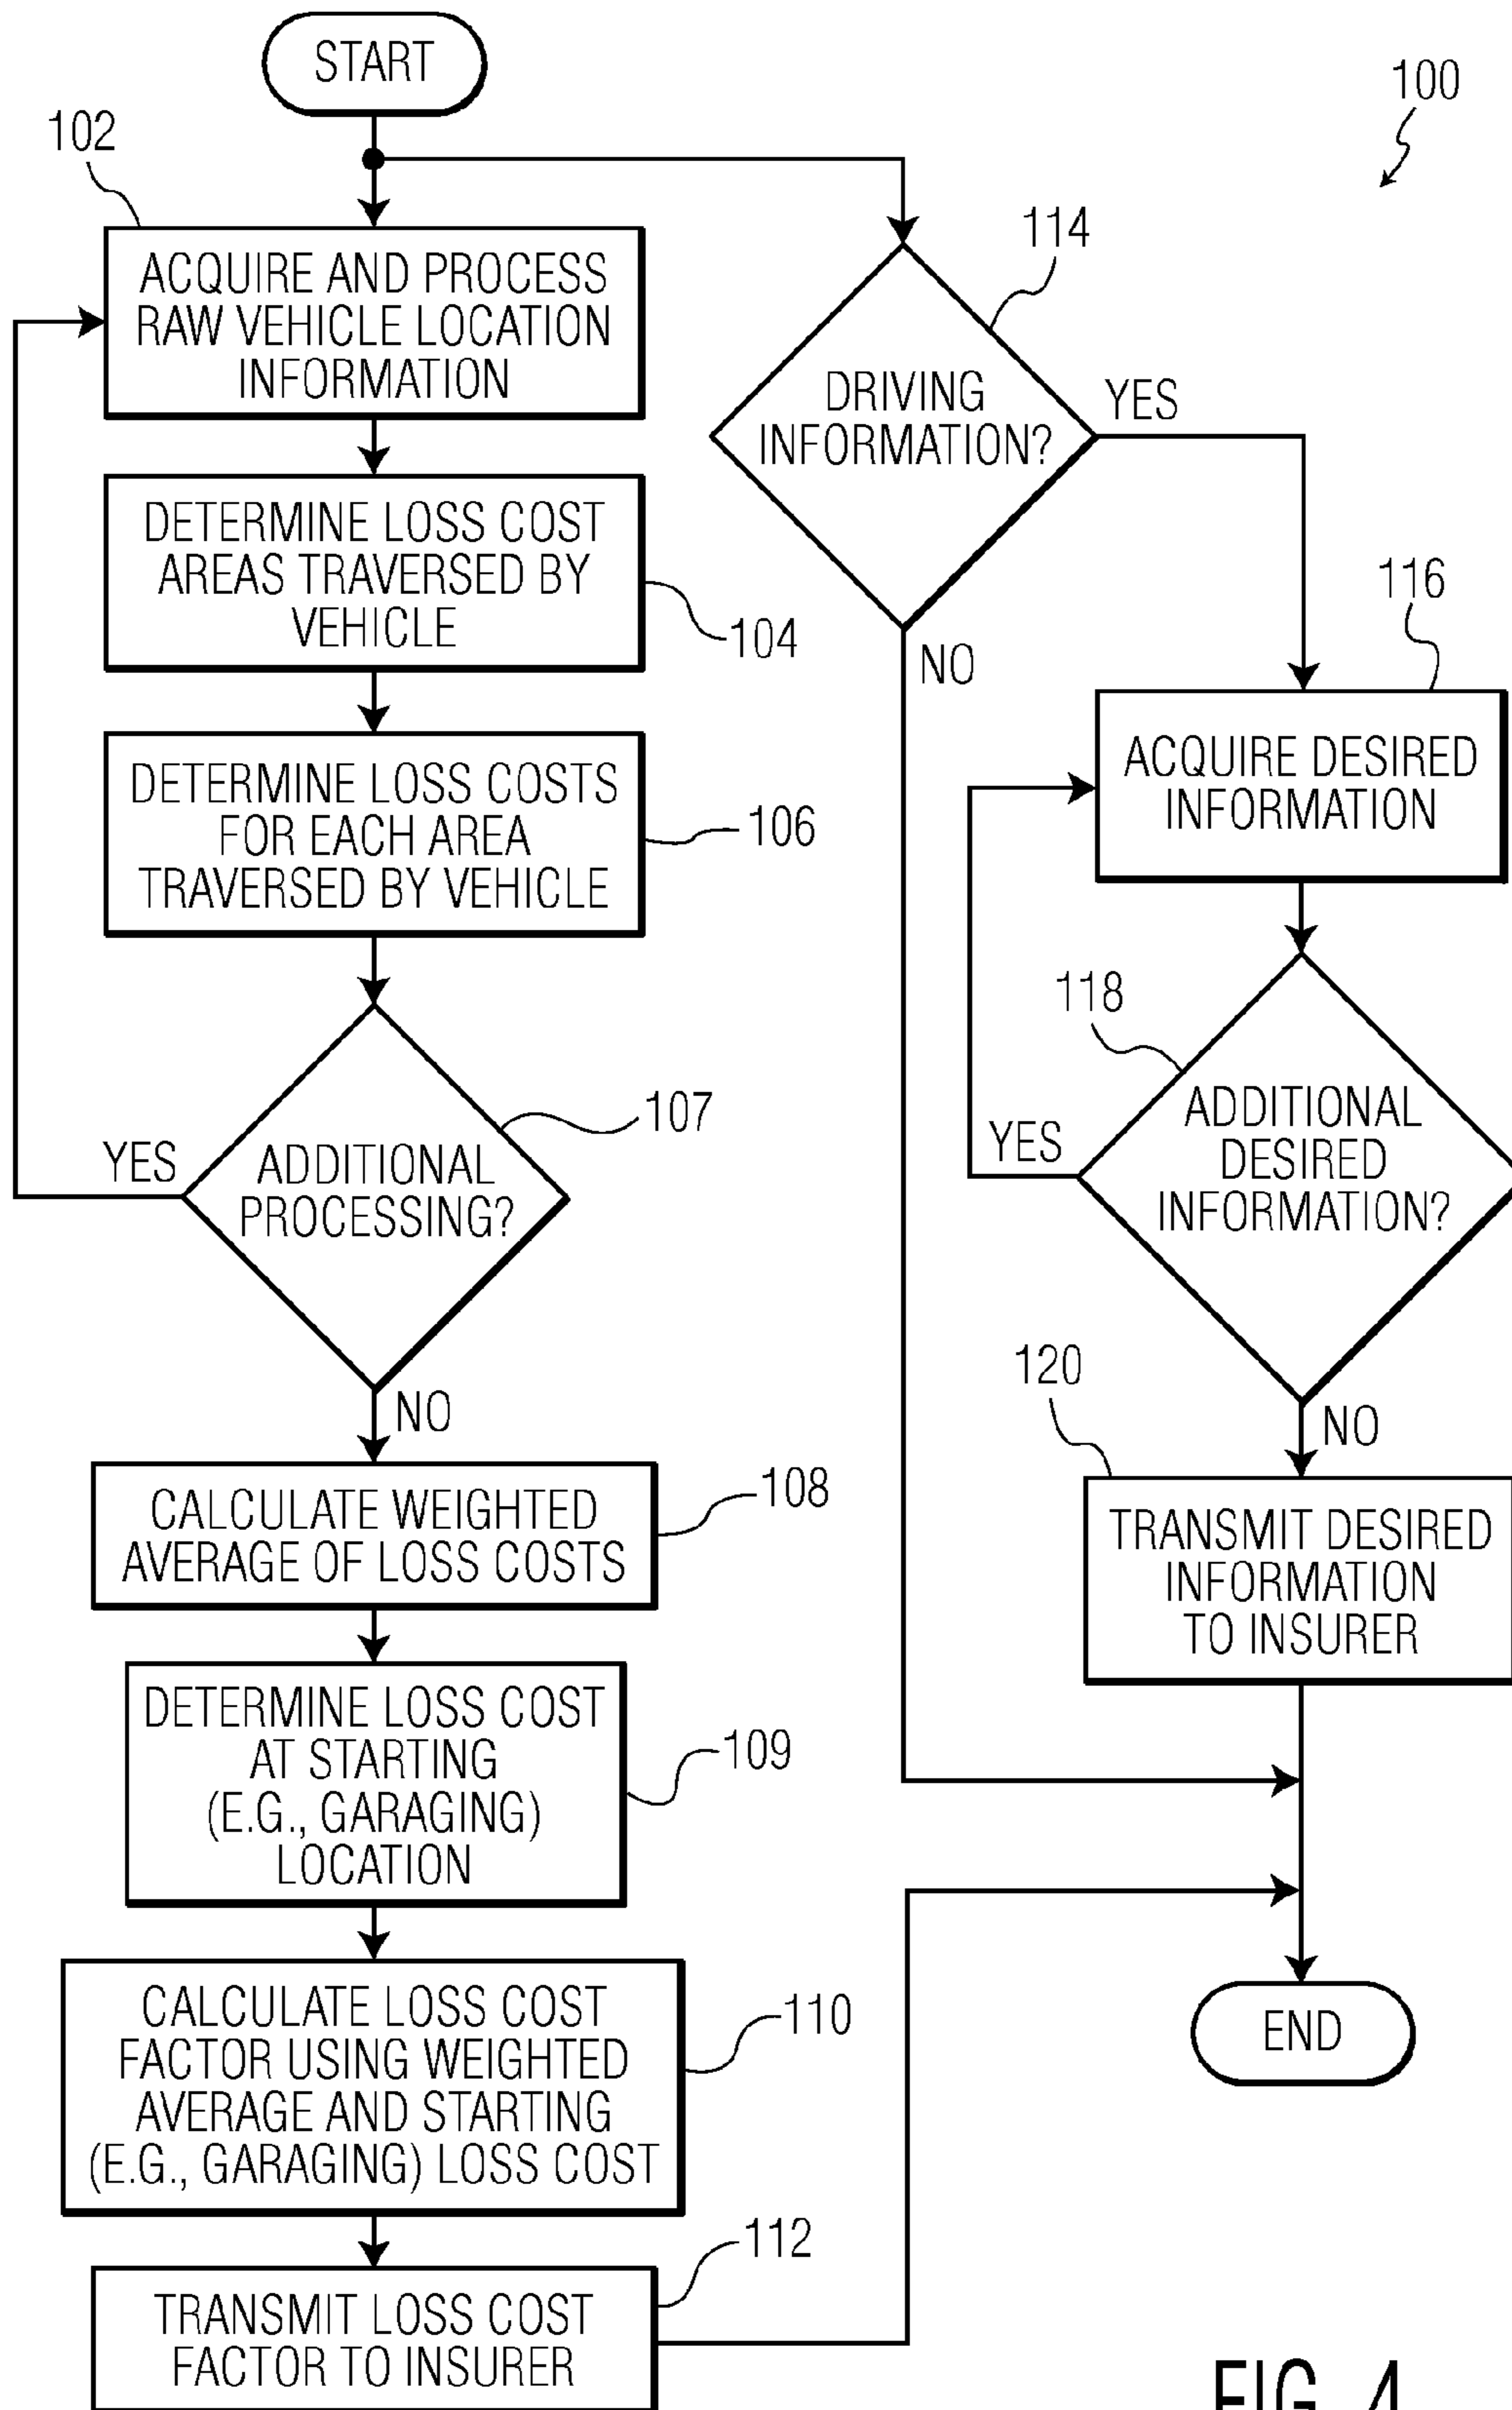 START
100
102
ACQUIRE AND PROCESS
RAW VEHICLE LOCATION
INFORMATION
DETERMINE LOSS COST
AREAS TRAVERSED BY
VEHICLE
104
DETERMINE LOSS COSTS
FOR EACH AREA
TRAVERSED BY VEHICLE
106
ADDITIONAL
PROCESSING?
107
YES
NO
CALCULATE WEIGHTED
AVERAGE OF LOSS COSTS
108
DETERMINE LOSS COST
AT STARTING
(E.G., GARAGING)
LOCATION
109
CALCULATE LOSS COST
FACTOR USING WEIGHTED
AVERAGE AND STARTING
(E.G., GARAGING) LOSS COST
110
TRANSMIT LOSS COST
FACTOR TO INSURER
112
114
DRIVING
INFORMATION?
YES
NO
116
ACQUIRE DESIRED
INFORMATION
118
ADDITIONAL
DESIRED
INFORMATION?
YES
NO
120
TRANSMIT DESIRED
INFORMATION
TO INSURER
END
FIG. 4